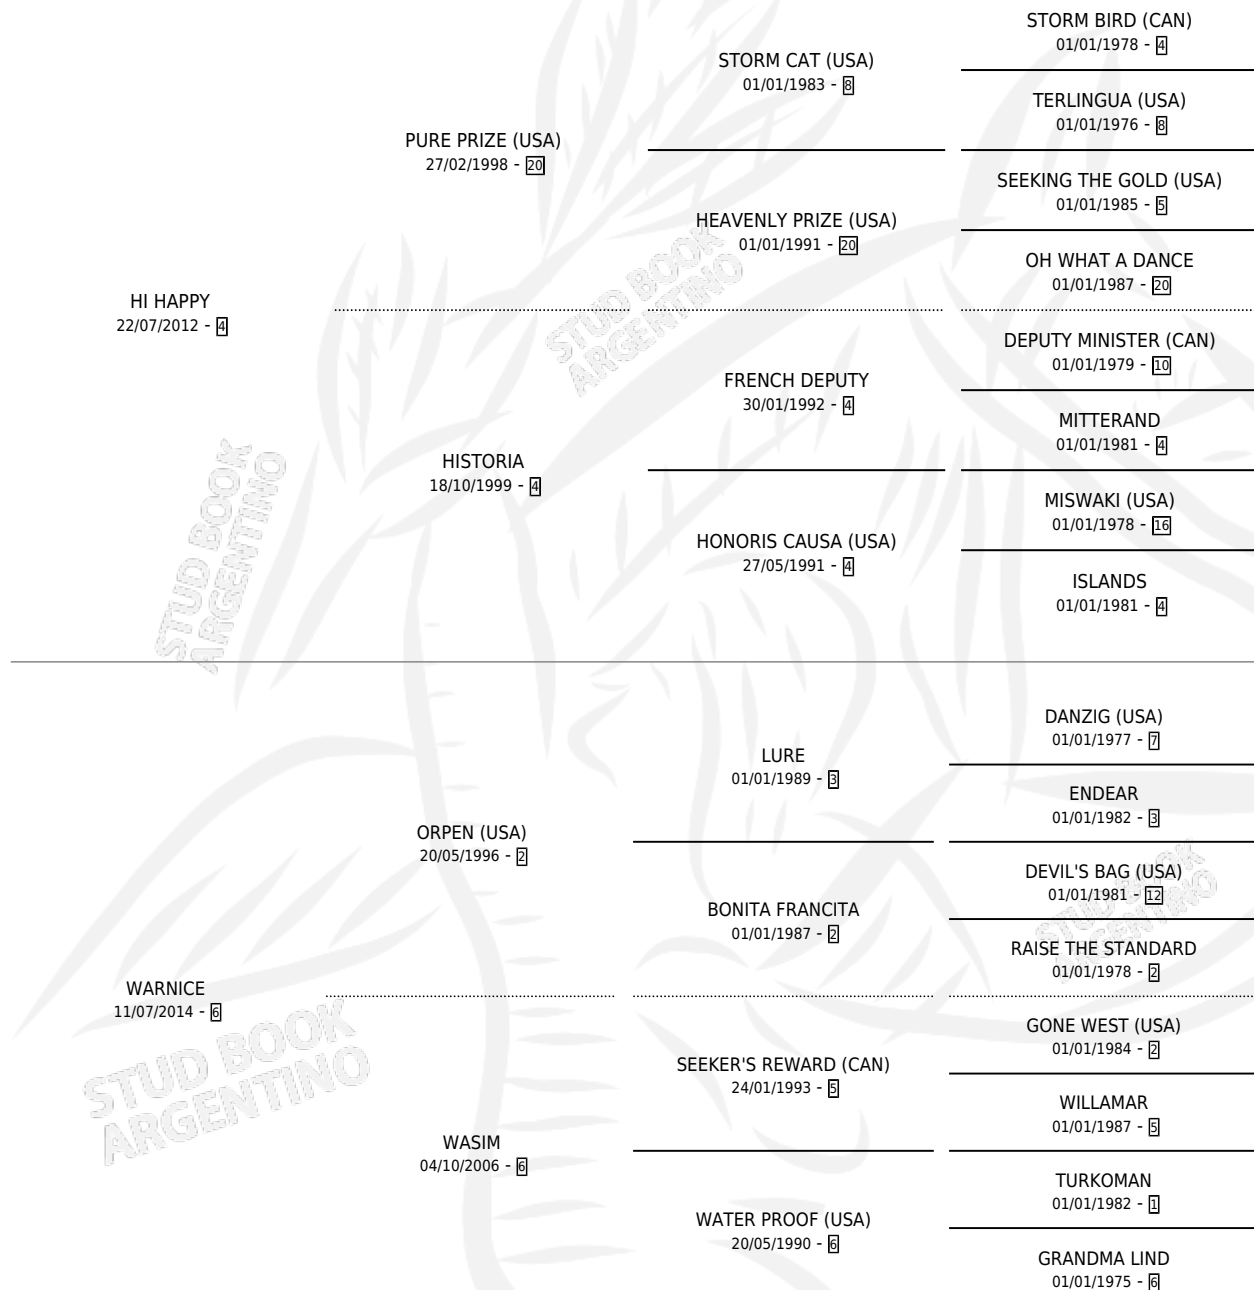 STORM BIRD (CAN)
01/01/1978 - 4
STORM CAT (USA)
01/01/1983 - 8
TERLINGUA (USA)
01/01/1976 - 8
PURE PRIZE (USA)
27/02/1998 - 20
SEEKING THE GOLD (USA)
01/01/1985 - 5
HEAVENLY PRIZE (USA)
01/01/1991 - 20
OH WHAT A DANCE
01/01/1987 - 20
HI HAPPY
22/07/2012 - 4
DEPUTY MINISTER (CAN)
01/01/1979 - 10
FRENCH DEPUTY
30/01/1992 - 4
MITTERAND
01/01/1981 - 4
HISTORIA
18/10/1999 - 4
MISWAKI (USA)
01/01/1978 - 16
HONORIS CAUSA (USA)
27/05/1991 - 4
ISLANDS
01/01/1981 - 4
DANZIG (USA)
01/01/1977 - 7
LURE
01/01/1989 - 3
ENDEAR
01/01/1982 - 3
ORPEN (USA)
20/05/1996 - 2
DEVIL'S BAG (USA)
01/01/1981 - 12
BONITA FRANCITA
01/01/1987 - 2
RAISE THE STANDARD
01/01/1978 - 2
WARNICE
11/07/2014 - 6
GONE WEST (USA)
01/01/1984 - 2
SEEKER'S REWARD (CAN)
24/01/1993 - 5
WILLAMAR
01/01/1987 - 5
WASIM
04/10/2006 - 6
TURKOMAN
01/01/1982 - 1
WATER PROOF (USA)
20/05/1990 - 6
GRANDMA LIND
01/01/1975 - 6
STUD BOOK
ARGENTINO
STUD BOOK
ARGENTINO
STUD BOOK
ARGENTINO
STUD BOOK
ARGENTINO